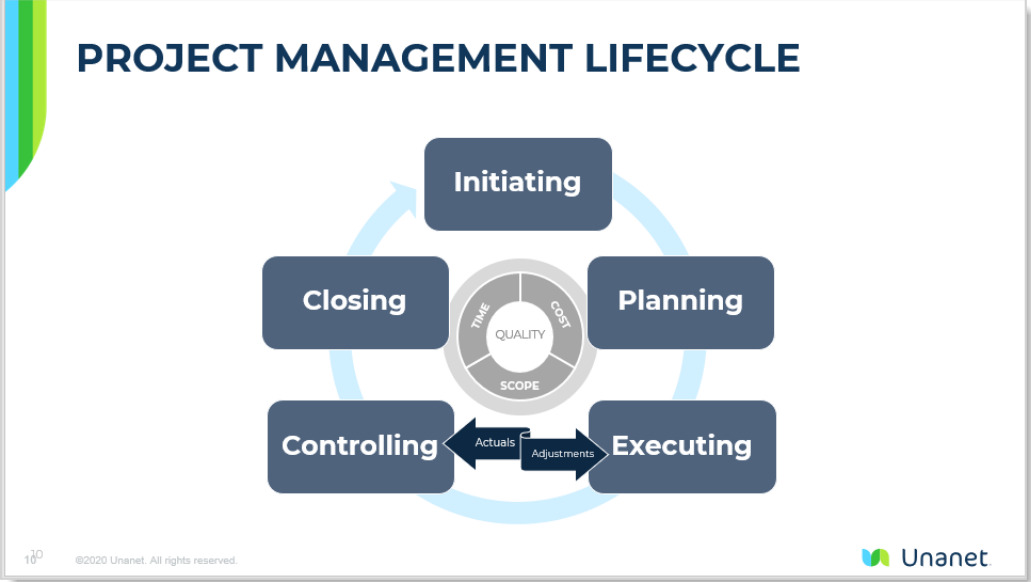 PROJECT MANAGEMENT LIFECYCLE
Initiating
Closing
TIME
COST
QUALITY
SCOPE
Planning
Controlling
Actuals
Adjustments
Executing
10
10
©2020 Unanet. All rights reserved.
Unanet